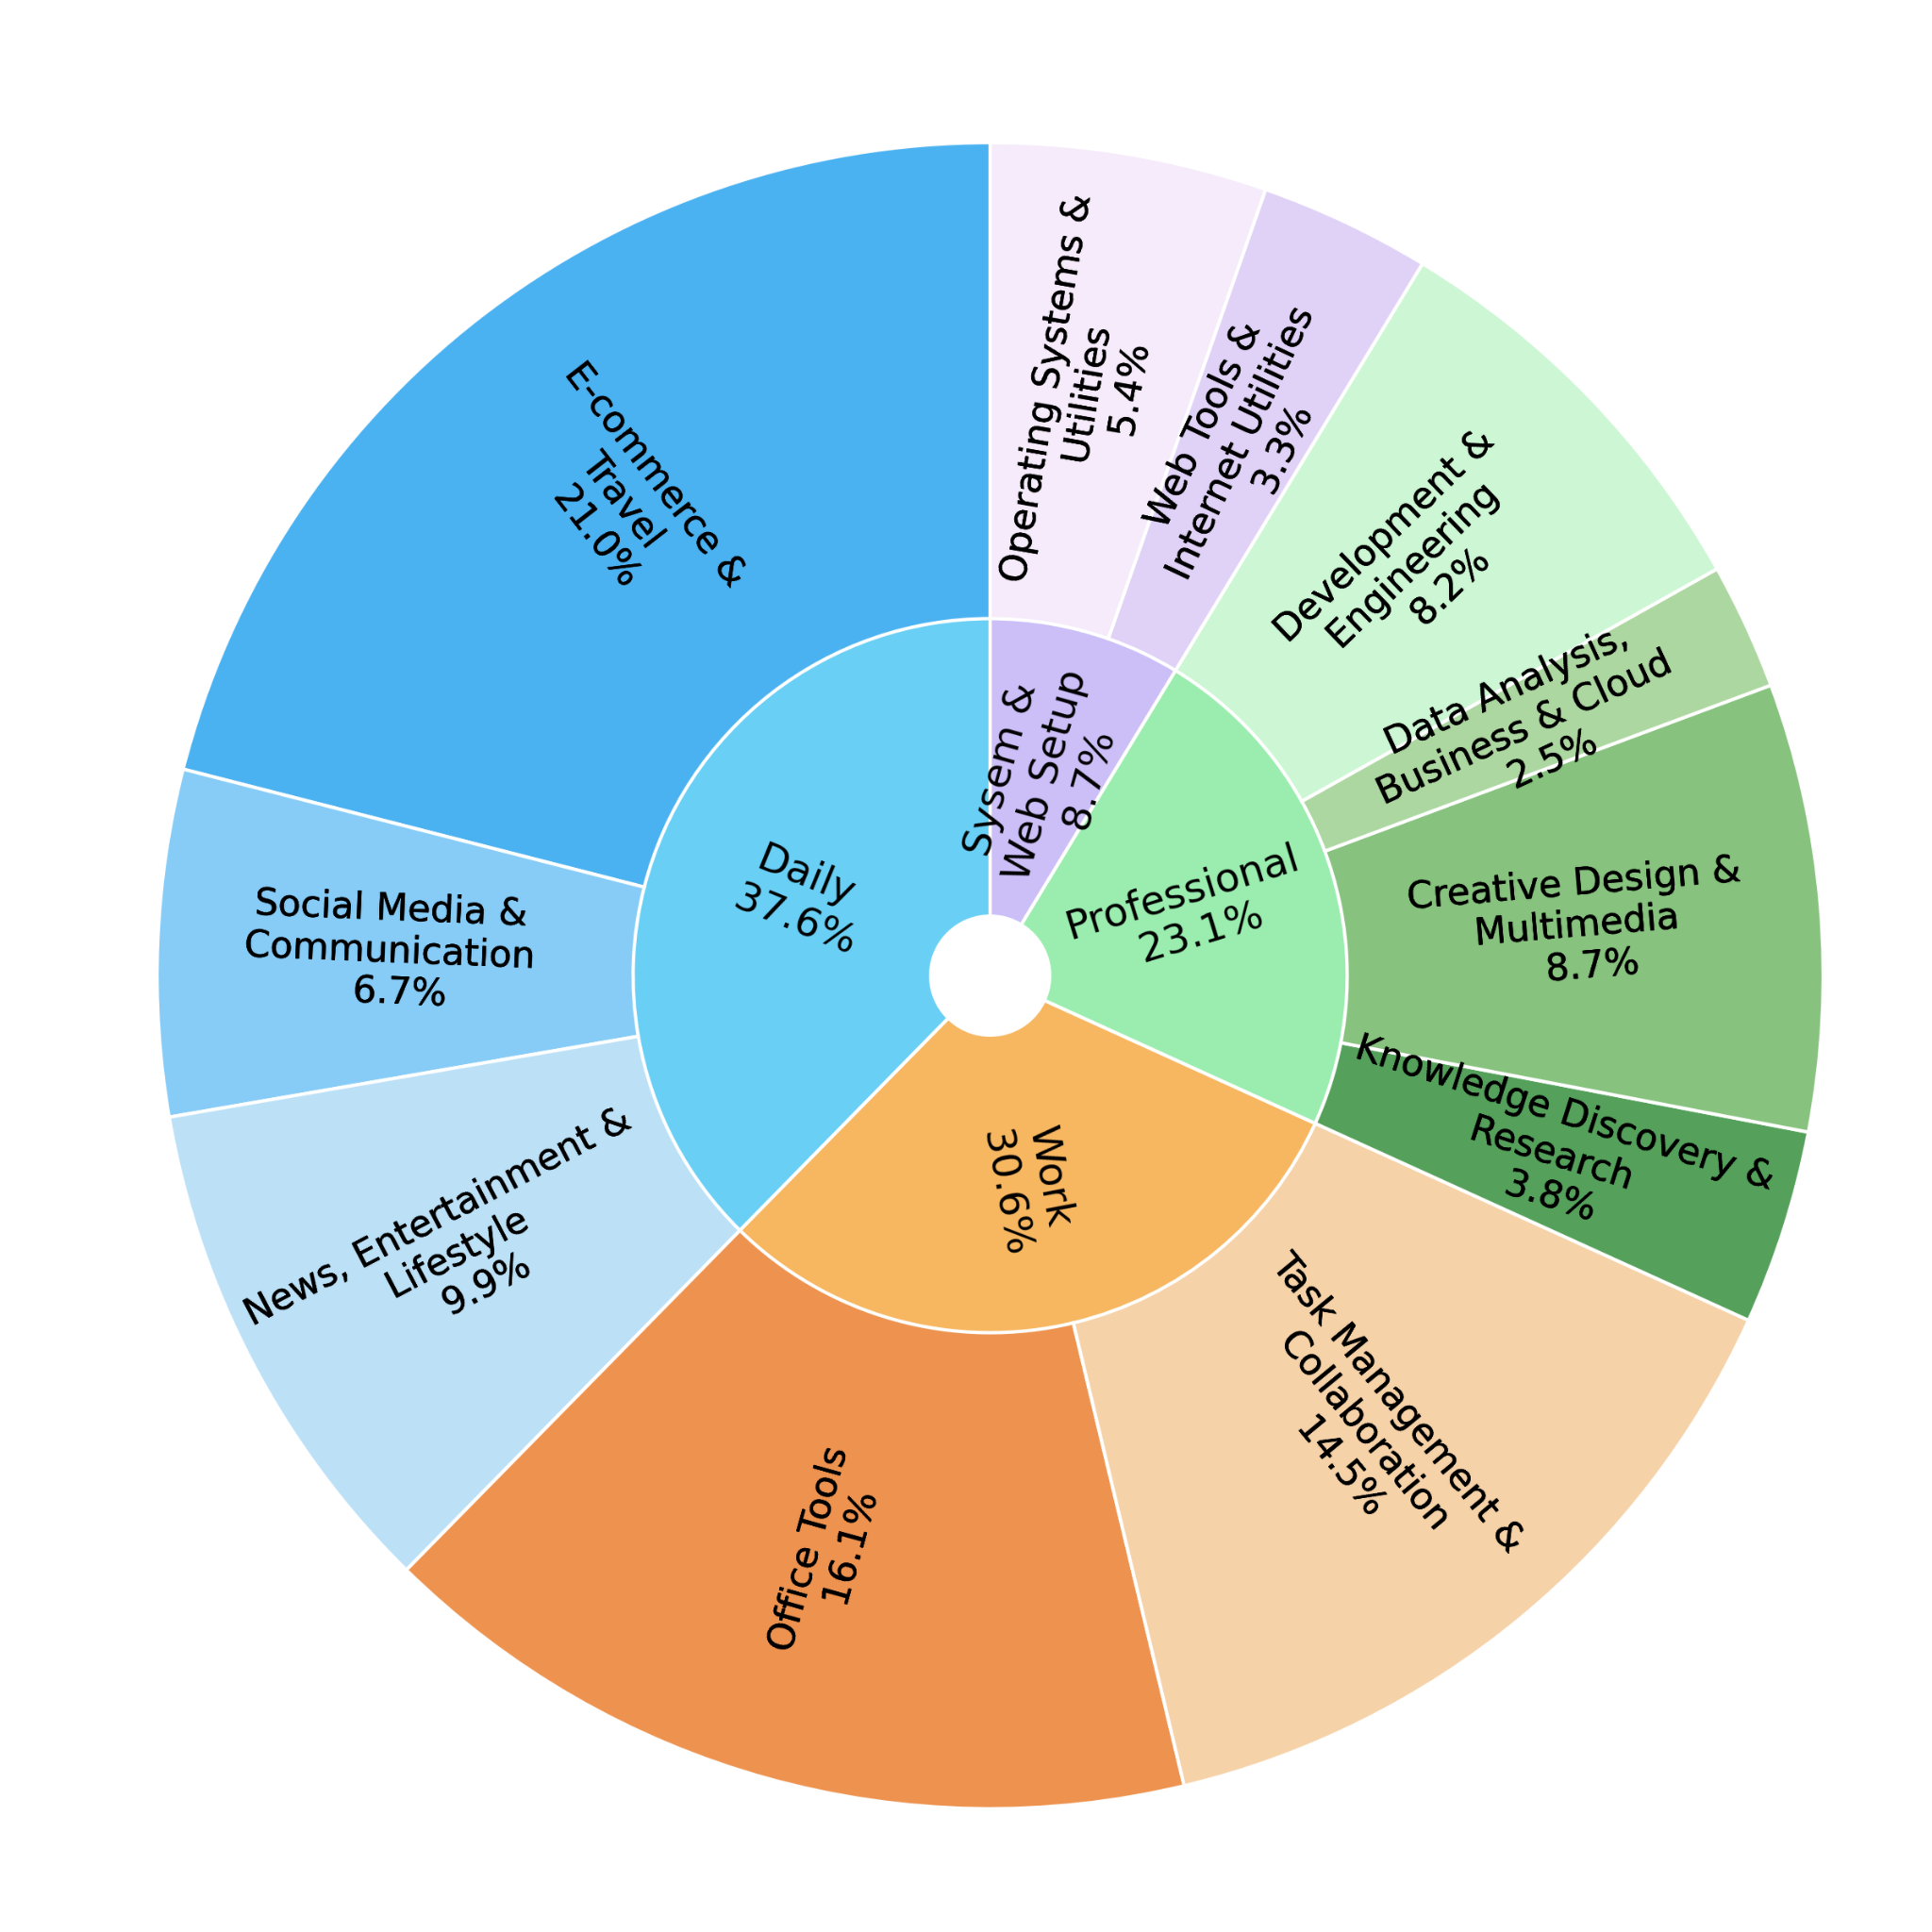 Operating Systems &
Utilities
5.4%
Web Tools &
Internet Utilities
3.3%
Development &
Engineering
8.2%
Data Analysis,
Business & Cloud
2.5%
Creative Design &
Multimedia
8.7%
Knowledge Discovery &
Research
3.8%
Task Management &
Collaboration
14.5%
Office Tools
16.1%
News, Entertainment &
Lifestyle
9.9%
Social Media &
Communication
6.7%
E-commerce &
Travel
21.0%
Sysem &
Web Setup
8.7%
Professional
23.1%
Work
30.6%
Daily
37.6%